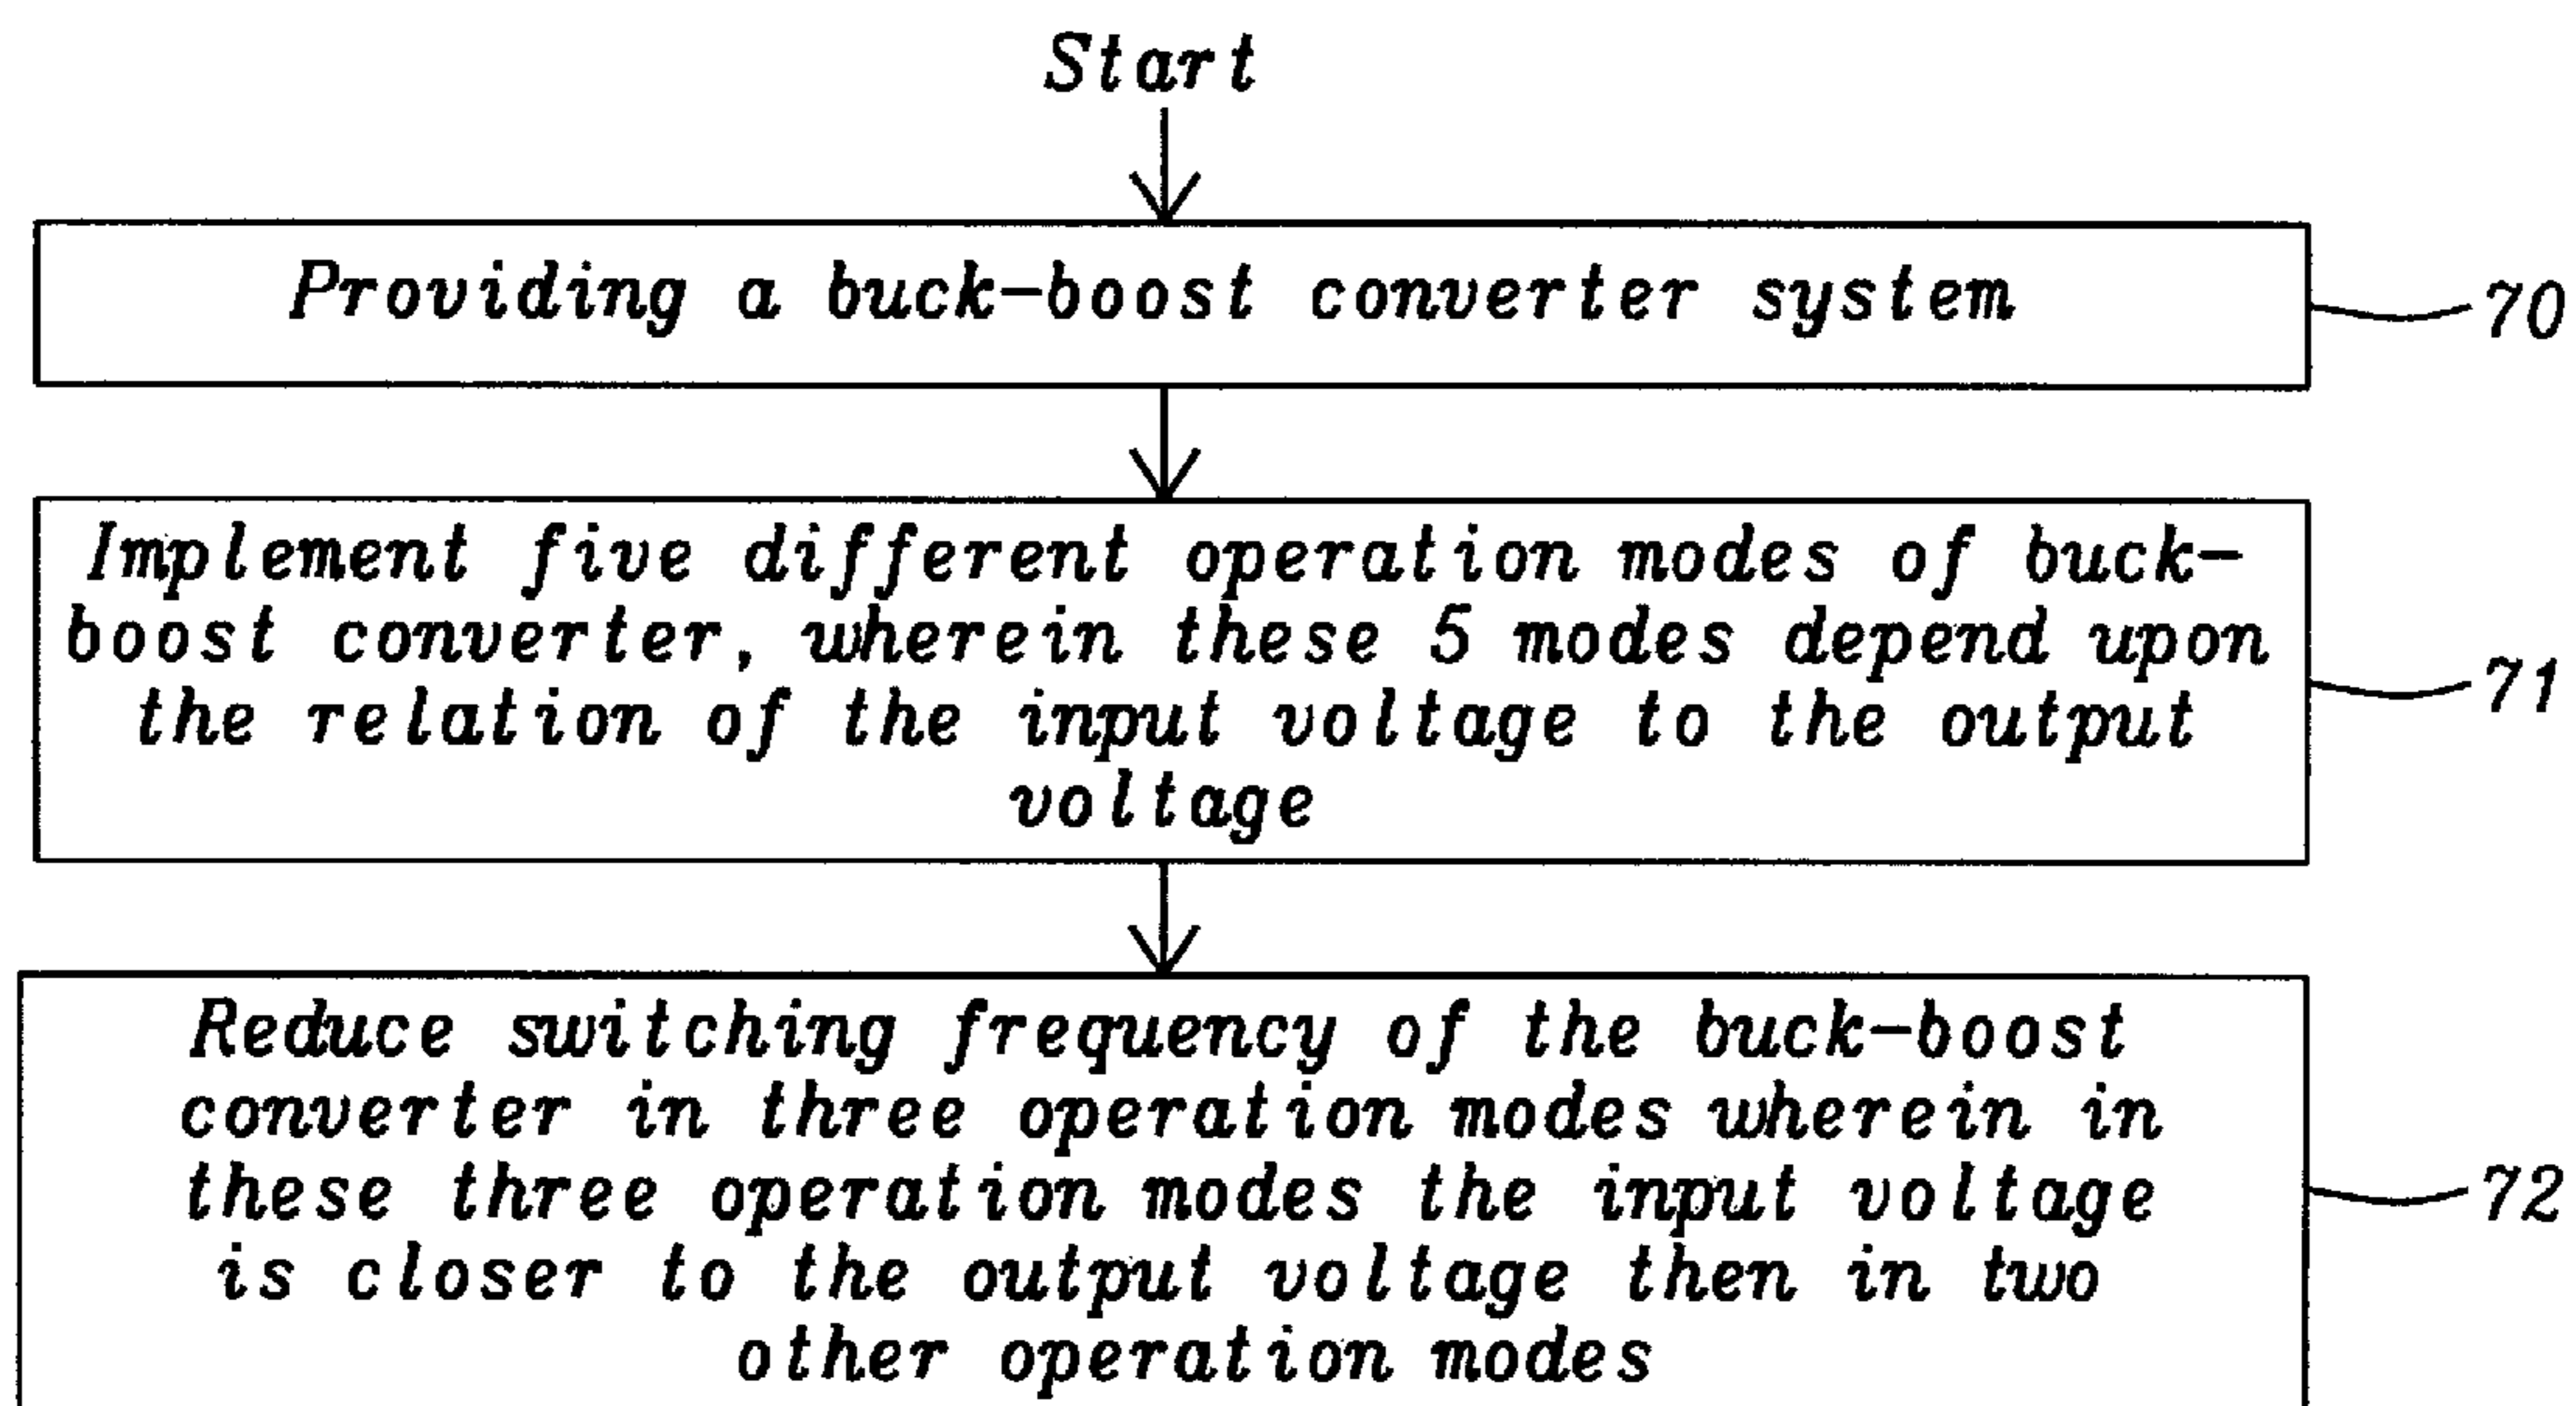 Start
Providing a buck-boost converter system
70
Implement five different operation modes of buck-
boost converter, wherein these 5 modes depend upon
the relation of the input voltage to the output
voltage
71
Reduce switching frequency of the buck-boost
converter in three operation modes wherein in
these three operation modes the input voltage
is closer to the output voltage then in two
other operation modes
72